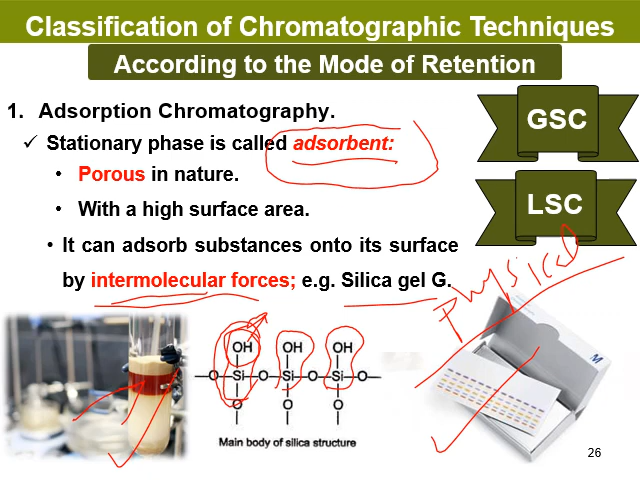 Classification of Chromatographic Techniques
According to the Mode of Retention
1. Adsorption Chromatography.
✓ Stationary phase is called adsorbent:
• Porous in nature.
• With a high surface area.
• It can adsorb substances onto its surface
by intermolecular forces; e.g. Silica gel G.
GSC
LSC
physical
OH OH OH
—O—Si—O—Si—O—Si—O—
O O O
Main body of silica structure
M
26